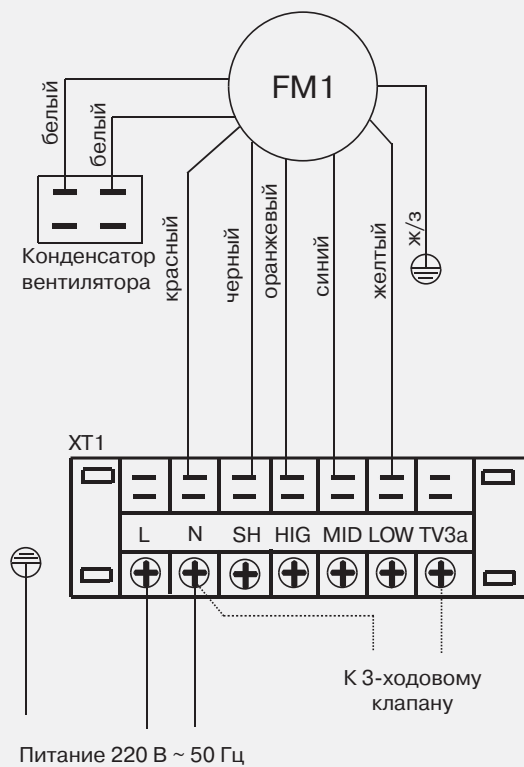 FM1
белый
белый
Конденсатор
вентилятора
красный
черный
оранжевый
синий
желтый
ж/з
XT1
L N SH HIG MID LOW TV3a
К 3-ходовому
клапану
Питание 220 В ~ 50 Гц